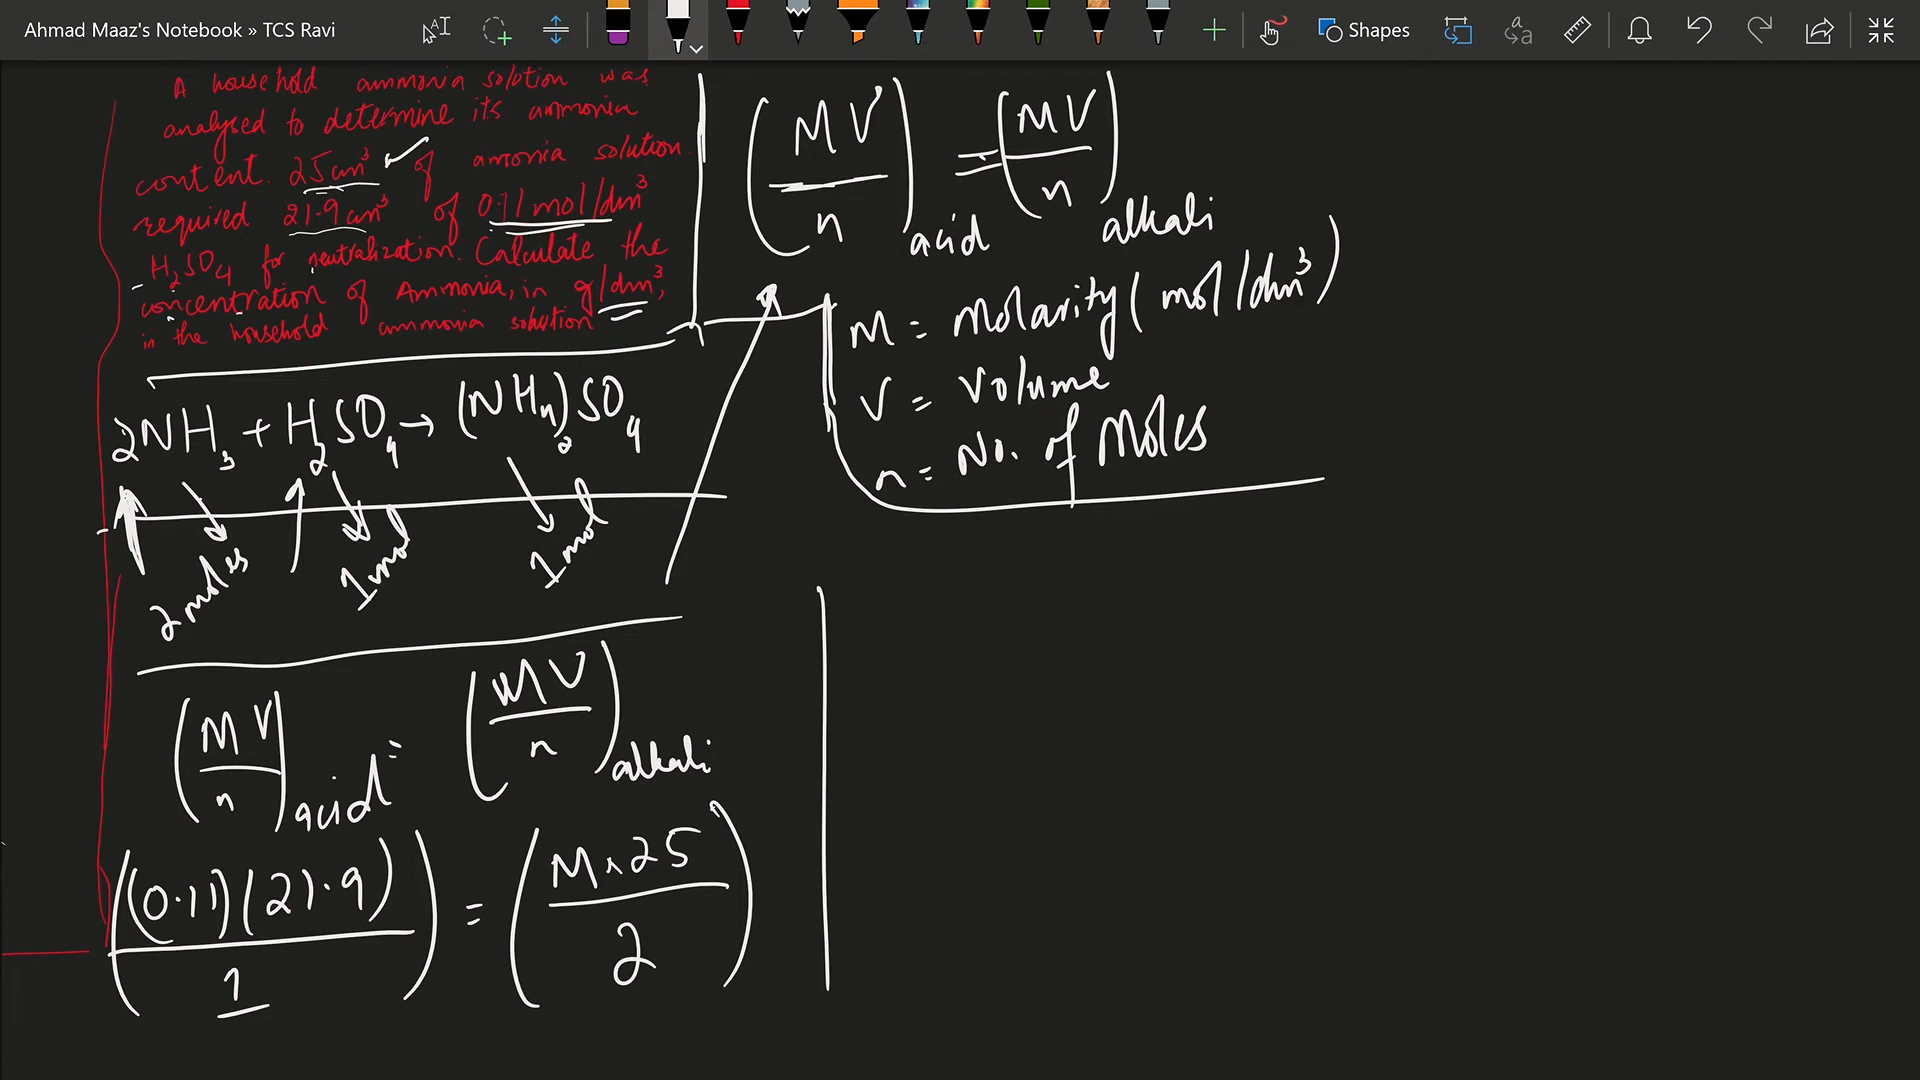 Ahmad Maaz's Notebook » TCS Ravi
Shapes
A household ammonia solution was
analysed to determine its ammonia
content. 25cm³ of amonia solution.
required 21.9cm³ of 0.11 mol/dm³
H₂SO₄ for neutralization. Calculate the
concentration of Ammonia, in g/dm³,
in the household ammonia solution
(MV/n) acid = (MV/n) alkali
M = Molarity (mol/dm³)
V = Volume
n = No. of Moles
2NH₃ + H₂SO₄ → (NH₄)₂SO₄
2 moles 1 mol 1 mol
(MV/n) acid = (MV/n) alkali
((0.11)(21.9)/1) = (M×25/2)